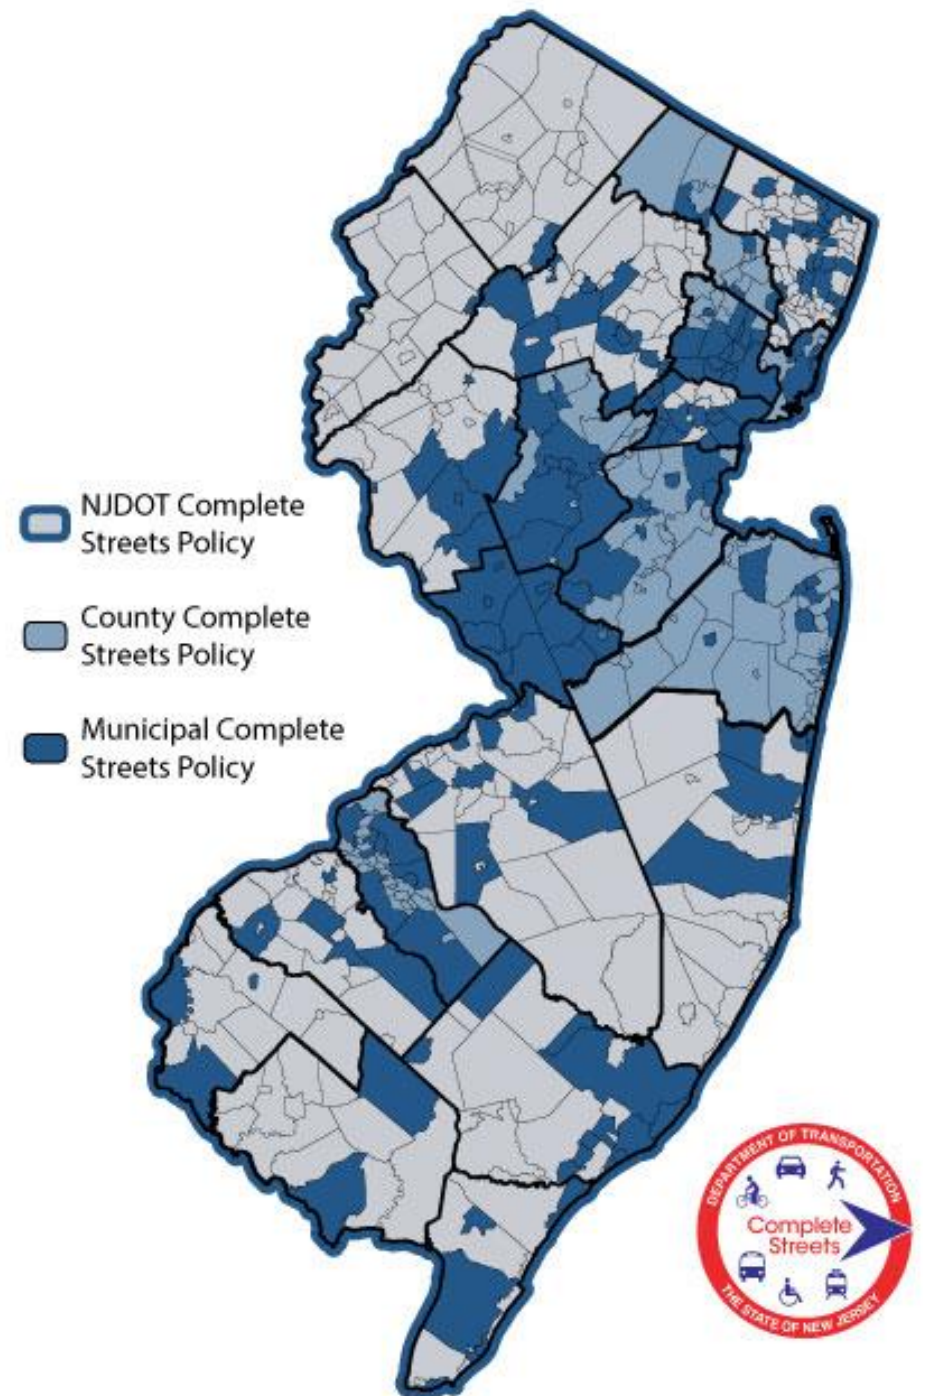 NJDOT Complete
Streets Policy
County Complete
Streets Policy
Municipal Complete
Streets Policy
DEPARTMENT OF TRANSPORTATION
Complete
Streets
THE STATE OF NEW JERSEY